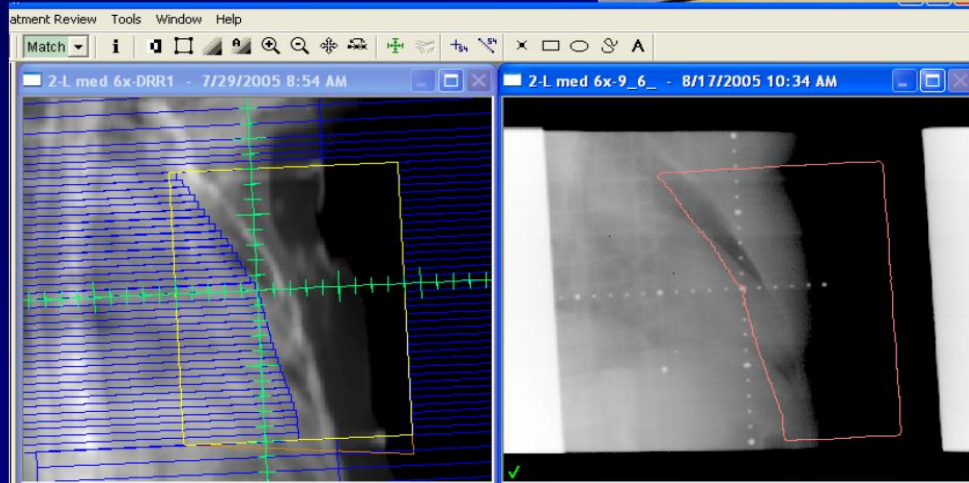 atment Review Tools Window Help
Match i A A
2-L med 6x-DRR1 - 7/29/2005 8:54 AM
2-L med 6x-9_6_ - 8/17/2005 10:34 AM